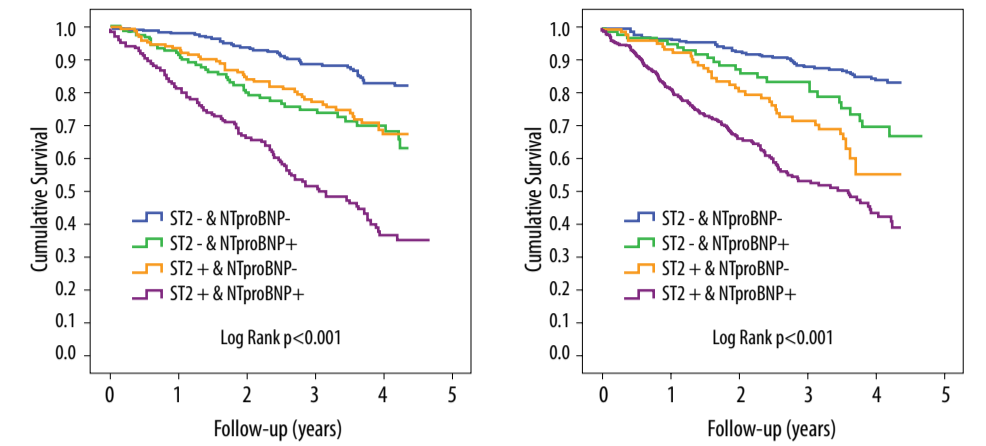 Cumulative Survival
1.0
0.9
0.8
0.7
0.6
0.5
0.4
0.3
0.2
0.1
0.0
ST2 - & NTproBNP-
ST2 - & NTproBNP+
ST2 + & NTproBNP-
ST2 + & NTproBNP+
Log Rank p<0.001
0 1 2 3 4 5
Follow-up (years)
Cumulative Survival
1.0
0.9
0.8
0.7
0.6
0.5
0.4
0.3
0.2
0.1
0.0
ST2 - & NTproBNP-
ST2 - & NTproBNP+
ST2 + & NTproBNP-
ST2 + & NTproBNP+
Log Rank p<0.001
0 1 2 3 4 5
Follow-up (years)